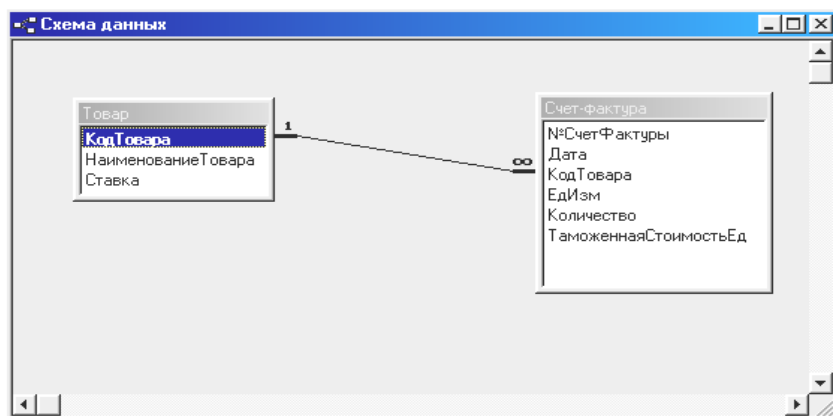 Схема данных
Товар
КодТовара
НаименованиеТовара
Ставка
1
∞
Счет-фактура
№СчетФактуры
Дата
КодТовара
ЕдИзм
Количество
ТаможеннаяСтоимостьЕд